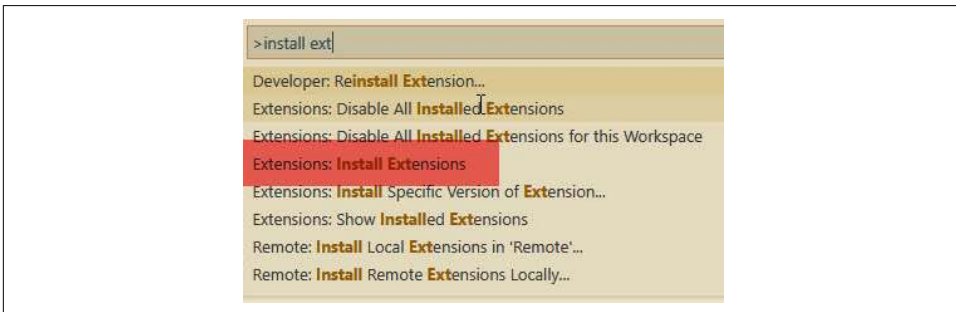 >install ext
Developer: Reinstall Extension...
Extensions: Disable All Installed Extensions
Extensions: Disable All Installed Extensions for this Workspace
Extensions: Install Extensions
Extensions: Install Specific Version of Extension...
Extensions: Show Installed Extensions
Remote: Install Local Extensions in 'Remote'...
Remote: Install Remote Extensions Locally...